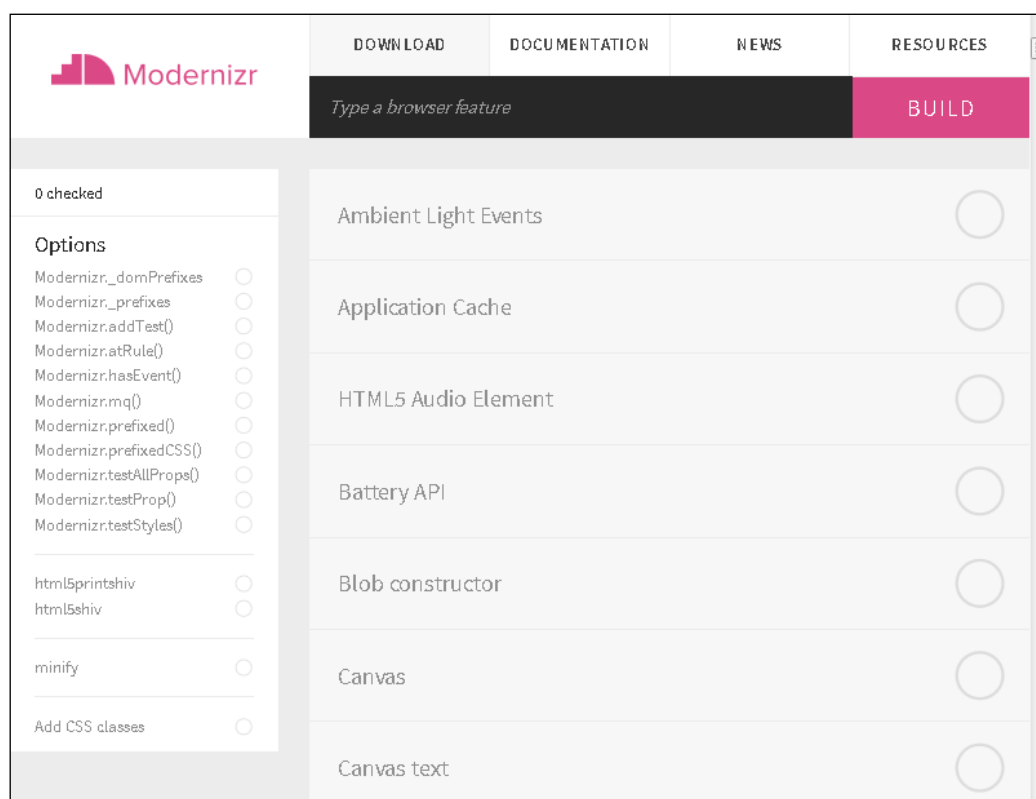 Modernizr
DOWNLOAD
DOCUMENTATION
NEWS
RESOURCES
Type a browser feature
BUILD
0 checked
Options
Modernizr._domPrefixes
Modernizr._prefixes
Modernizr.addTest()
Modernizr.atRule()
Modernizr.hasEvent()
Modernizr.mq()
Modernizr.prefixed()
Modernizr.prefixedCSS()
Modernizr.testAllProps()
Modernizr.testProp()
Modernizr.testStyles()
html5printshiv
html5shiv
minify
Add CSS classes
Ambient Light Events
Application Cache
HTML5 Audio Element
Battery API
Blob constructor
Canvas
Canvas text